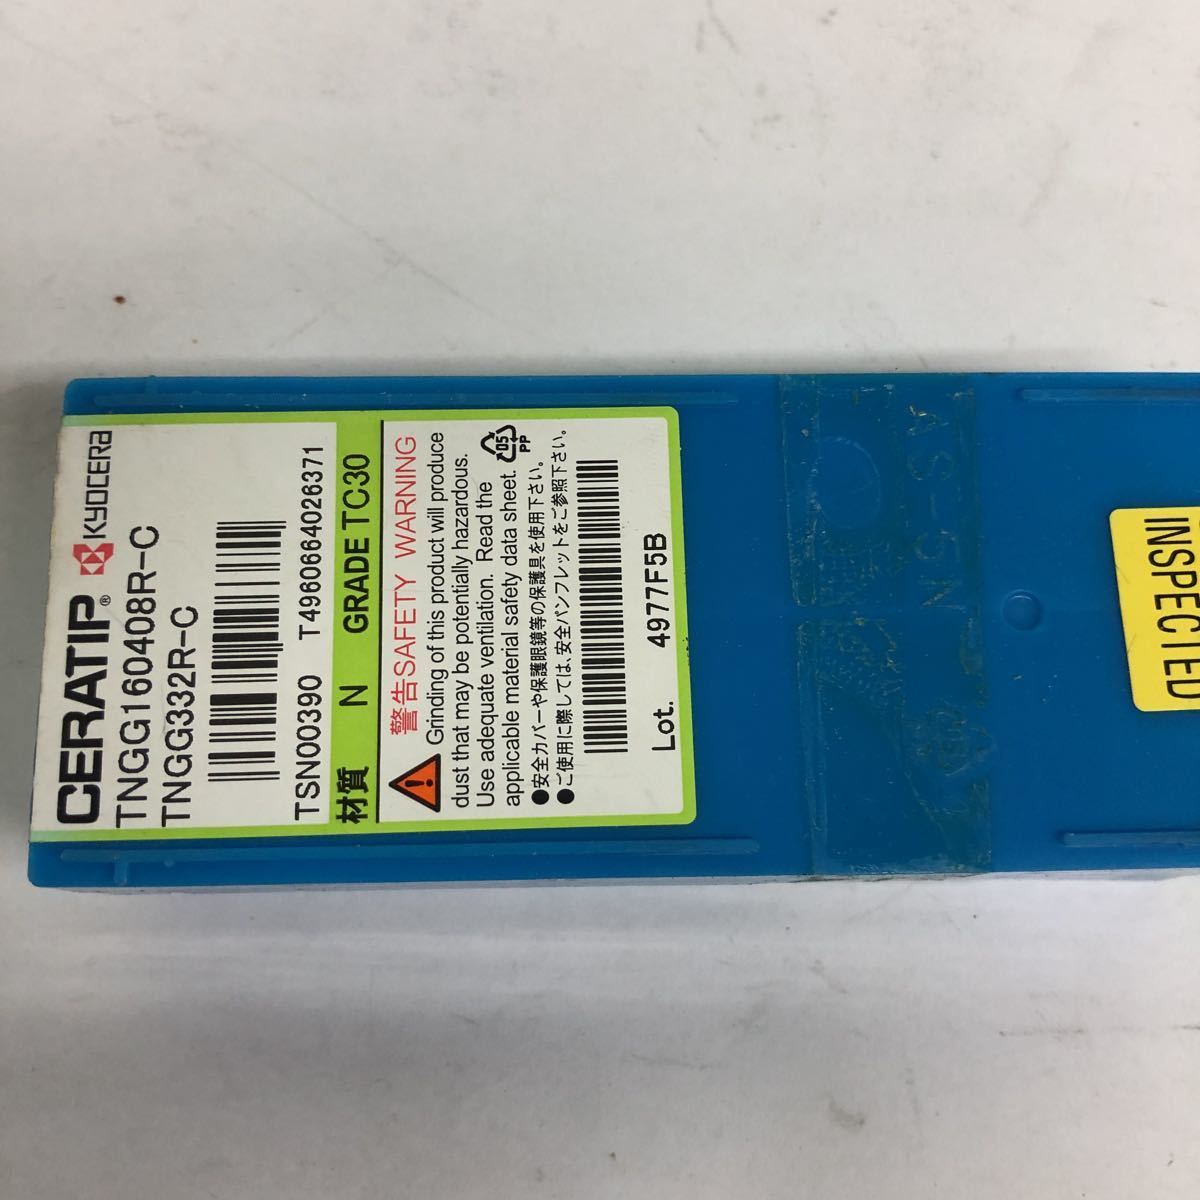 CERATIP® KYOCERA
TNGG160408R-C
TNGG332R-C
TSN00390 T4960664026371
材質 N GRADE TC30
警告SAFETY WARNING
Grinding of this product will produce
dust that may be potentially hazardous.
Use adequate ventilation. Read the
applicable material safety data sheet.
05
PP
●安全カバーや保護眼鏡等の保護具を使用下さい。
●ご使用に際しては、安全パンフレットをご参照下さい。
Lot. 4977F5B
AS-5N
INSPECTED